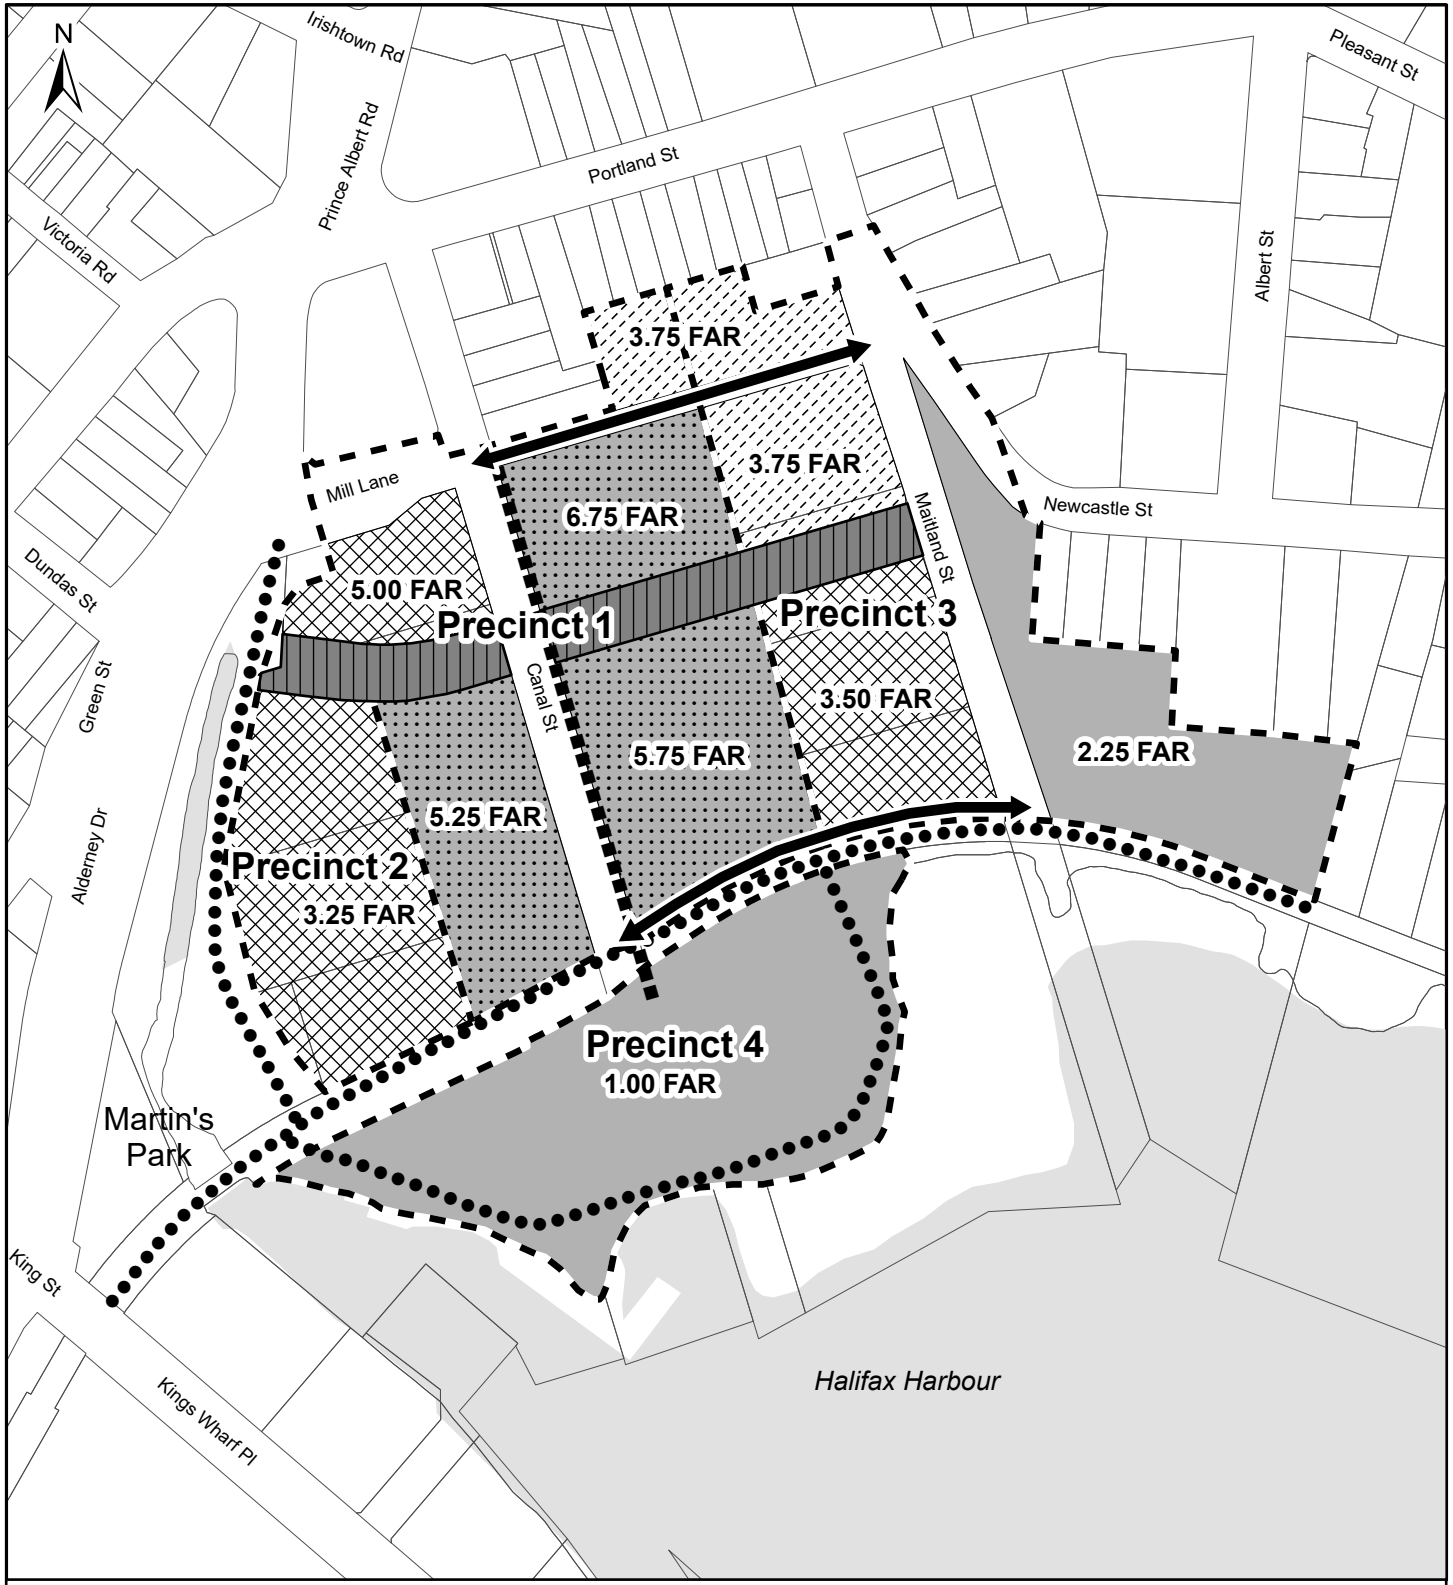 Irishtown Rd
N
Pleasant St
Prince Albert Rd
Portland St
Victoria Rd
Albert St
3.75 FAR
3.75 FAR
Mill Lane
6.75 FAR
Newcastle St
Maitland St
Dundas St
5.00 FAR
Precinct 1
Precinct 3
Green St
Canal St
3.50 FAR
5.75 FAR
2.25 FAR
5.25 FAR
Alderney Dr
Precinct 2
3.25 FAR
Precinct 4
1.00 FAR
Martin's
Park
King St
Halifax Harbour
Kings Wharf Pl